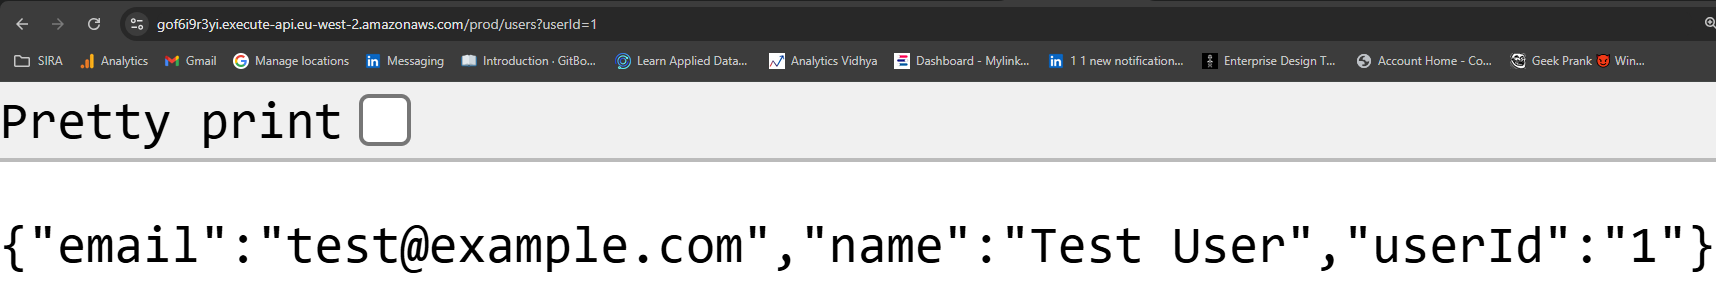 gof6i9r3yi.execute-api.eu-west-2.amazonaws.com/prod/users?userId=1
SIRA Analytics Gmail Manage locations Messaging Introduction · GitBo... Learn Applied Data... Analytics Vidhya Dashboard - Mylink... 1 1 new notification... Enterprise Design T... Account Home - Co... Geek Prank 👿 Win...
Pretty print
{"email":"test@example.com","name":"Test User","userId":"1"}